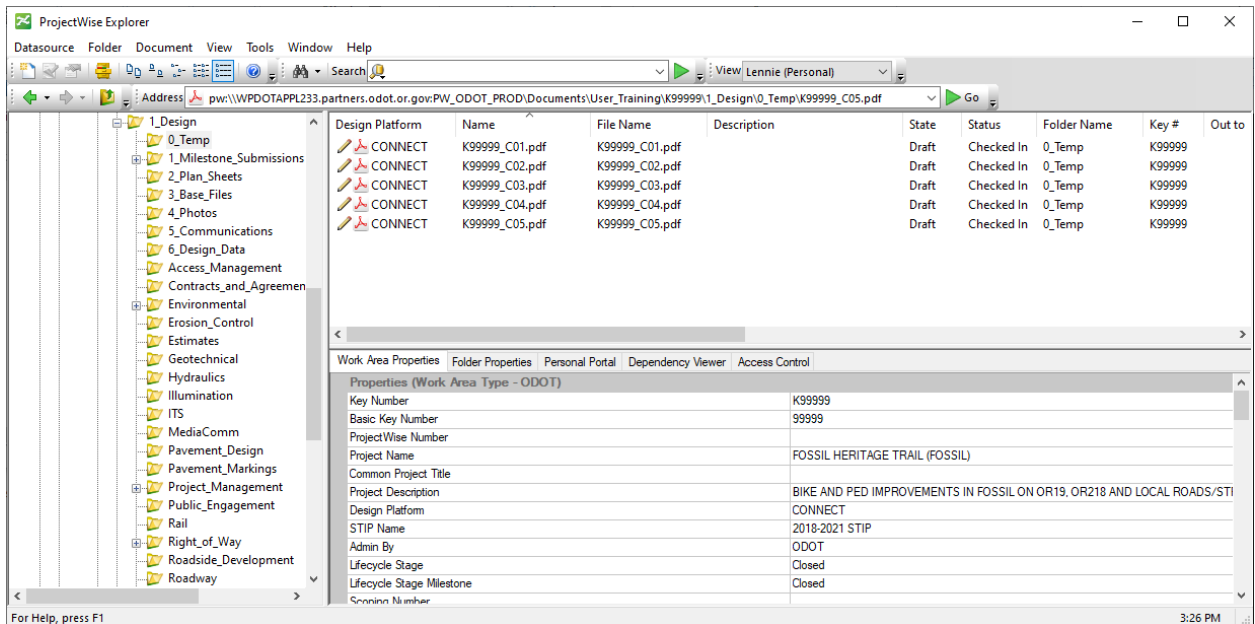 ProjectWise Explorer
Datasource Folder Document View Tools Window Help
Search View Lennie (Personal)
Address pw:\\WPDOTAPPL233.partners.odot.or.gov:PW_ODOT_PROD\Documents\User_Training\K99999\1_Design\0_Temp\K99999_C05.pdf Go
1_Design
0_Temp
1_Milestone_Submissions
2_Plan_Sheets
3_Base_Files
4_Photos
5_Communications
6_Design_Data
Access_Management
Contracts_and_Agreemen
Environmental
Erosion_Control
Estimates
Geotechnical
Hydraulics
Illumination
ITS
MediaComm
Pavement_Design
Pavement_Markings
Project_Management
Public_Engagement
Rail
Right_of_Way
Roadside_Development
Roadway
Design Platform Name File Name Description State Status Folder Name Key # Out to
CONNECT K99999_C01.pdf K99999_C01.pdf Draft Checked In 0_Temp K99999
CONNECT K99999_C02.pdf K99999_C02.pdf Draft Checked In 0_Temp K99999
CONNECT K99999_C03.pdf K99999_C03.pdf Draft Checked In 0_Temp K99999
CONNECT K99999_C04.pdf K99999_C04.pdf Draft Checked In 0_Temp K99999
CONNECT K99999_C05.pdf K99999_C05.pdf Draft Checked In 0_Temp K99999
Work Area Properties Folder Properties Personal Portal Dependency Viewer Access Control
Properties (Work Area Type - ODOT)
Key Number K99999
Basic Key Number 99999
ProjectWise Number
Project Name FOSSIL HERITAGE TRAIL (FOSSIL)
Common Project Title
Project Description BIKE AND PED IMPROVEMENTS IN FOSSIL ON OR19, OR218 AND LOCAL ROADS/STI
Design Platform CONNECT
STIP Name 2018-2021 STIP
Admin By ODOT
Lifecycle Stage Closed
Lifecycle Stage Milestone Closed
Scoping Number
For Help, press F1 3:26 PM